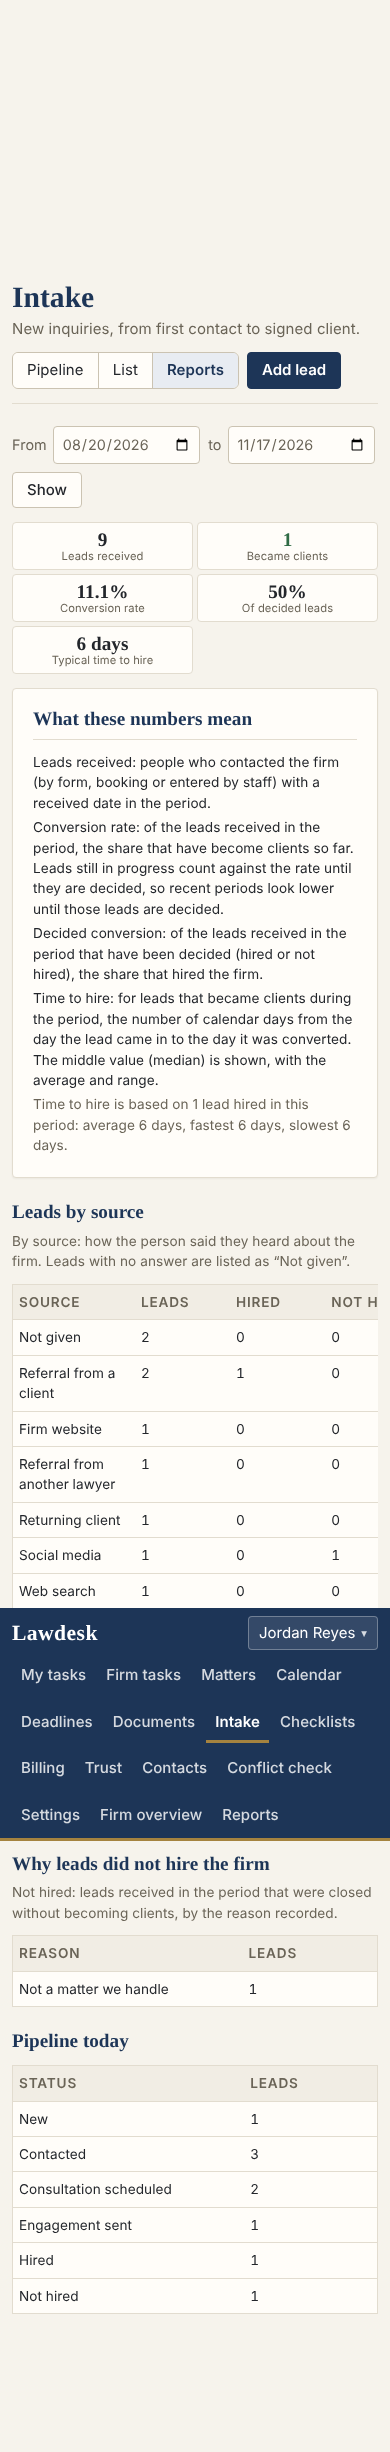 Intake
New inquiries, from first contact to signed client.
Pipeline List Reports Add lead
From 08/20/2026 to 11/17/2026
Show
9
Leads received
1
Became clients
11.1%
Conversion rate
50%
Of decided leads
6 days
Typical time to hire
What these numbers mean
Leads received: people who contacted the firm
(by form, booking or entered by staff) with a
received date in the period.
Conversion rate: of the leads received in the
period, the share that have become clients so far.
Leads still in progress count against the rate until
they are decided, so recent periods look lower
until those leads are decided.
Decided conversion: of the leads received in the
period that have been decided (hired or not
hired), the share that hired the firm.
Time to hire: for leads that became clients during
the period, the number of calendar days from the
day the lead came in to the day it was converted.
The middle value (median) is shown, with the
average and range.
Time to hire is based on 1 lead hired in this
period: average 6 days, fastest 6 days, slowest 6
days.
Leads by source
By source: how the person said they heard about the
firm. Leads with no answer are listed as “Not given”.
SOURCE LEADS HIRED NOT H
Not given 2 0 0
Referral from a
client 2 1 0
Firm website 1 0 0
Referral from
another lawyer 1 0 0
Returning client 1 0 0
Social media 1 0 1
Web search 1 0 0
Lawdesk Jordan Reyes ▾
My tasks Firm tasks Matters Calendar
Deadlines Documents Intake Checklists
Billing Trust Contacts Conflict check
Settings Firm overview Reports
Why leads did not hire the firm
Not hired: leads received in the period that were closed
without becoming clients, by the reason recorded.
REASON LEADS
Not a matter we handle 1
Pipeline today
STATUS LEADS
New 1
Contacted 3
Consultation scheduled 2
Engagement sent 1
Hired 1
Not hired 1